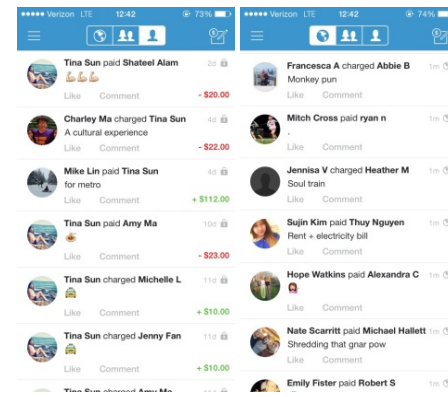 Verizon LTE 12:42 73%
Tina Sun paid Shateel Alam 2d
Like Comment - $20.00
Charley Ma charged Tina Sun 4d
A cultural experience
Like Comment - $22.00
Mike Lin paid Tina Sun 4d
for metro
Like Comment + $112.00
Tina Sun paid Amy Ma 10d
Like Comment - $23.00
Tina Sun charged Michelle L 11d
Like Comment + $10.00
Tina Sun charged Jenny Fan 11d
Like Comment + $10.00
Tina Sun charged Amy Ma
Verizon LTE 12:42 74%
Francesca A charged Abbie B 1m
Monkey pun
Like Comment
Mitch Cross paid ryan n 1m
.
Like Comment
Jennisa V charged Heather M 1m
Soul train
Like Comment
Sujin Kim paid Thuy Nguyen 1m
Rent + electricity bill
Like Comment
Hope Watkins paid Alexandra C 1m
Like Comment
Nate Scarritt paid Michael Hallett 1m
Shredding that gnar pow
Like Comment
Emily Fister paid Robert S 1m